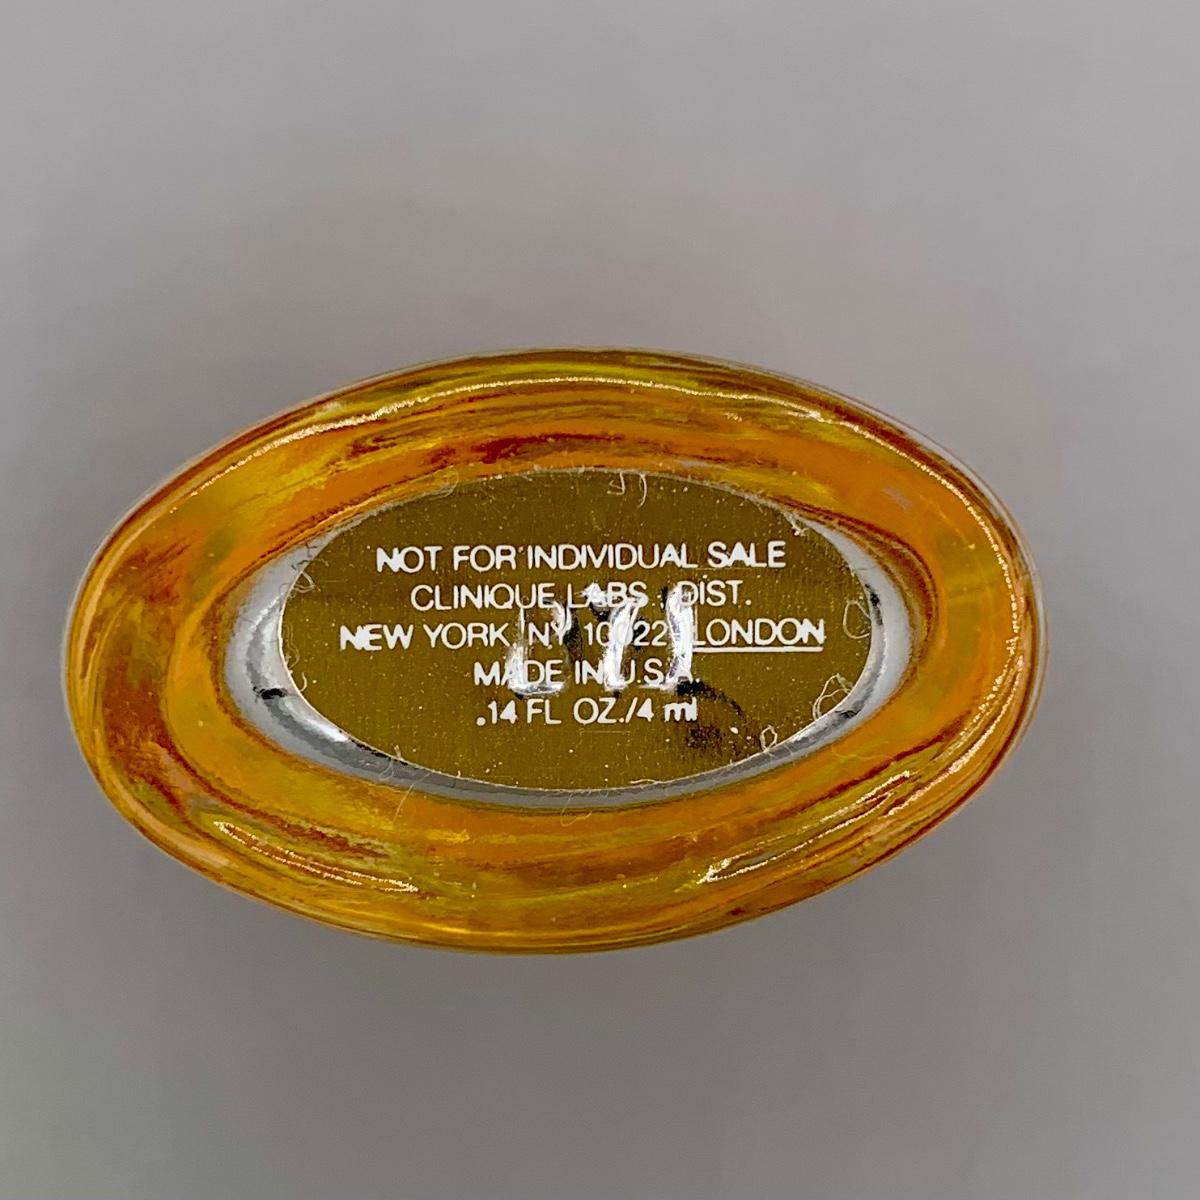 NOT FOR INDIVIDUAL SALE
CLINIQUE LABS. DIST.
NEW YORK, NY 10022 LONDON
MADE IN U.S.A.
.14 FL OZ./4 ml